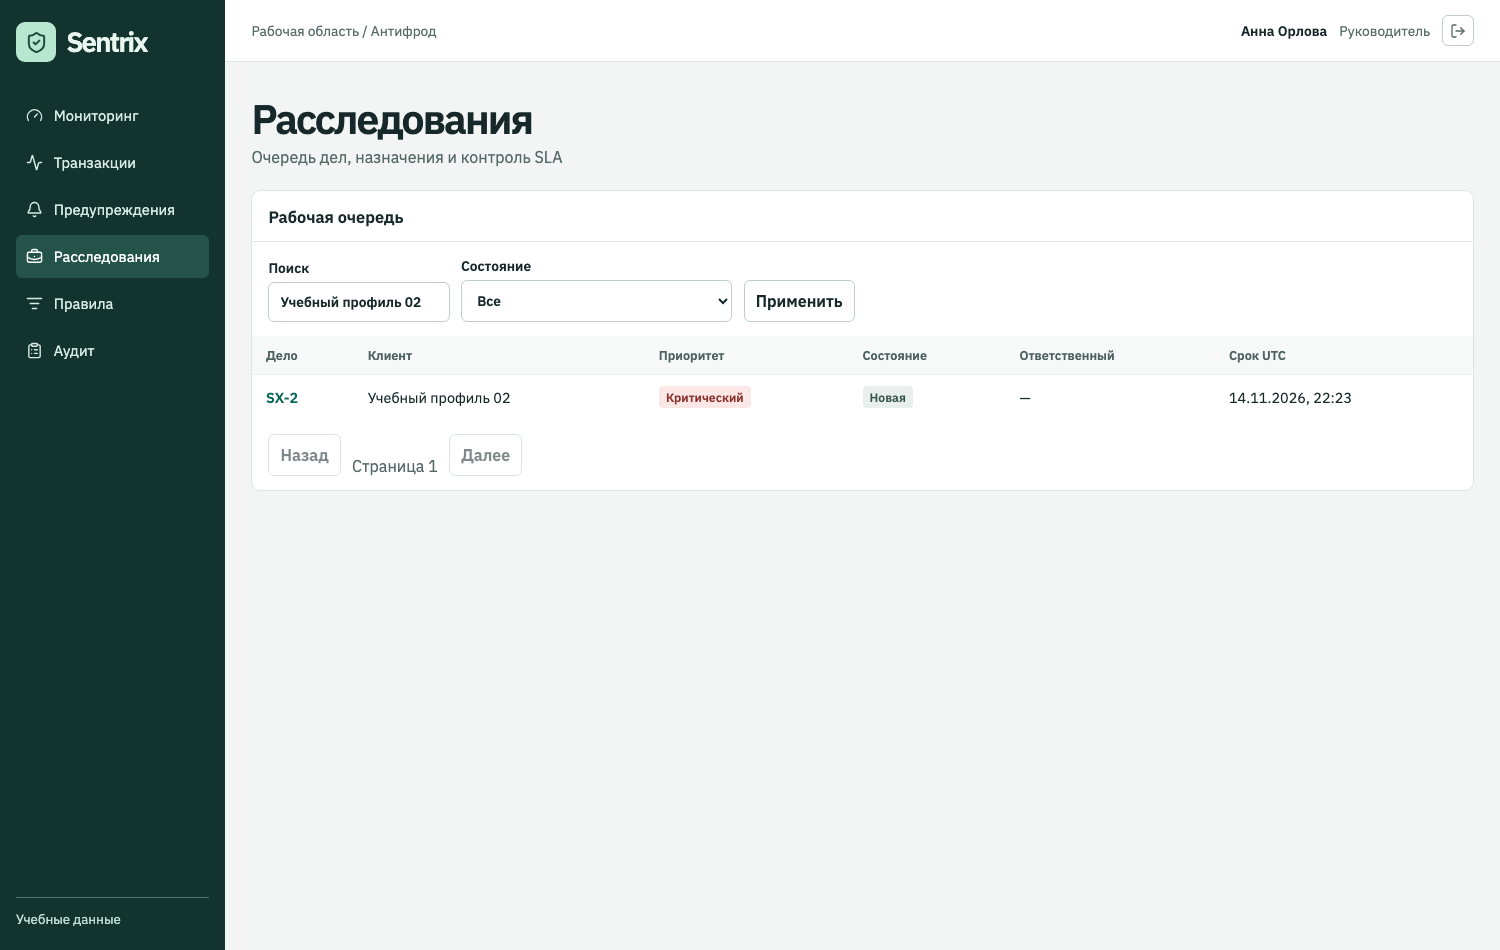 Sentrix
Мониторинг
Транзакции
Предупреждения
Расследования
Правила
Аудит
Учебные данные
Рабочая область / Антифрод
Анна Орлова Руководитель
Расследования
Очередь дел, назначения и контроль SLA
Рабочая очередь
Поиск Состояние
Учебный профиль 02 Все Применить
Дело Клиент Приоритет Состояние Ответственный Срок UTC
SX-2 Учебный профиль 02 Критический Новая — 14.11.2026, 22:23
Назад Страница 1 Далее